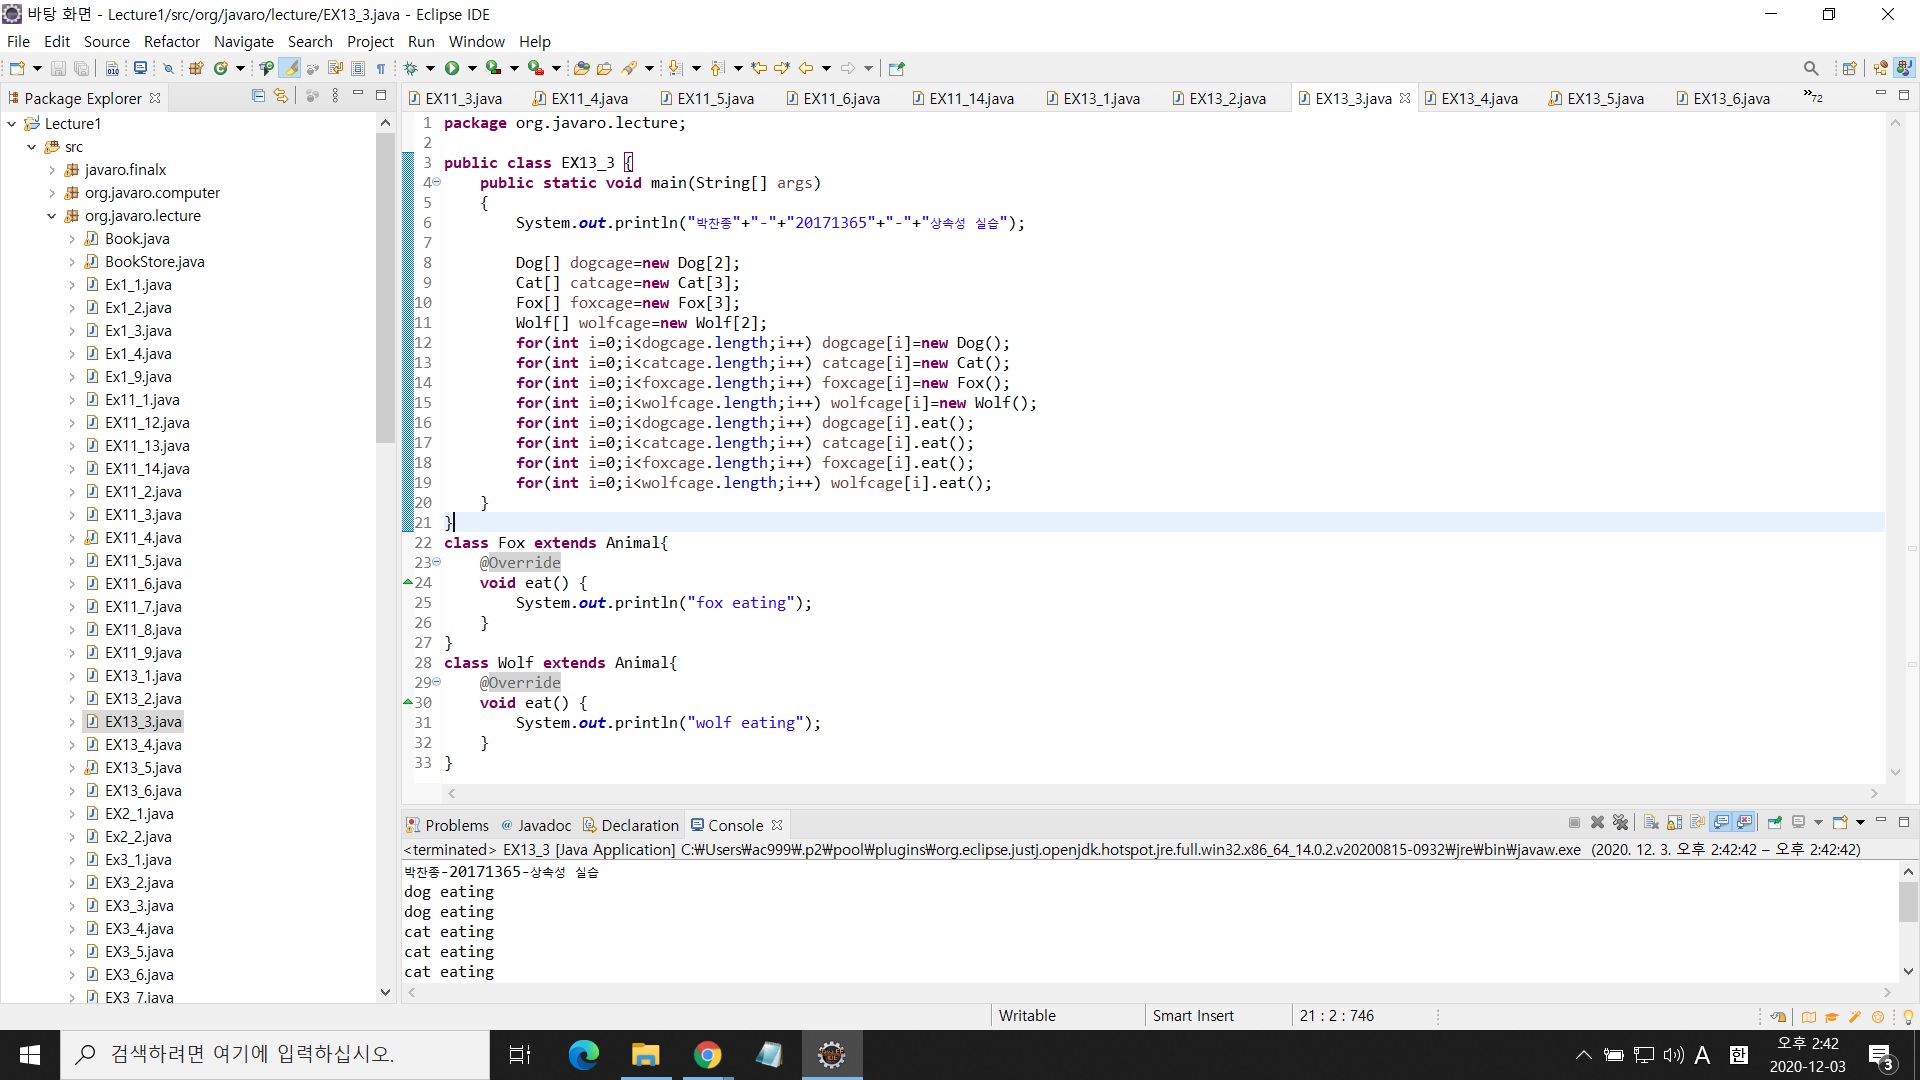 바탕 화면 - Lecture1/src/org/javaro/lecture/EX13_3.java - Eclipse IDE
File Edit Source Refactor Navigate Search Project Run Window Help
Package Explorer
EX11_3.java EX11_4.java EX11_5.java EX11_6.java EX11_14.java EX13_1.java EX13_2.java EX13_3.java EX13_4.java EX13_5.java EX13_6.java »72
Lecture1
src
javaro.finalx
org.javaro.computer
org.javaro.lecture
Book.java
BookStore.java
Ex1_1.java
Ex1_2.java
Ex1_3.java
Ex1_4.java
Ex1_9.java
Ex11_1.java
EX11_12.java
EX11_13.java
EX11_14.java
EX11_2.java
EX11_3.java
EX11_4.java
EX11_5.java
EX11_6.java
EX11_7.java
EX11_8.java
EX11_9.java
EX13_1.java
EX13_2.java
EX13_3.java
EX13_4.java
EX13_5.java
EX13_6.java
EX2_1.java
Ex2_2.java
Ex3_1.java
EX3_2.java
EX3_3.java
EX3_4.java
EX3_5.java
EX3_6.java
EX3_7.java
1 package org.javaro.lecture;
2
3 public class EX13_3 {
4 public static void main(String[] args)
5 {
6 System.out.println("박찬종"+"-"+"20171365"+"-"+"상속성 실습");
7
8 Dog[] dogcage=new Dog[2];
9 Cat[] catcage=new Cat[3];
10 Fox[] foxcage=new Fox[3];
11 Wolf[] wolfcage=new Wolf[2];
12 for(int i=0;i<dogcage.length;i++) dogcage[i]=new Dog();
13 for(int i=0;i<catcage.length;i++) catcage[i]=new Cat();
14 for(int i=0;i<foxcage.length;i++) foxcage[i]=new Fox();
15 for(int i=0;i<wolfcage.length;i++) wolfcage[i]=new Wolf();
16 for(int i=0;i<dogcage.length;i++) dogcage[i].eat();
17 for(int i=0;i<catcage.length;i++) catcage[i].eat();
18 for(int i=0;i<foxcage.length;i++) foxcage[i].eat();
19 for(int i=0;i<wolfcage.length;i++) wolfcage[i].eat();
20 }
21 }
22 class Fox extends Animal{
23 @Override
24 void eat() {
25 System.out.println("fox eating");
26 }
27 }
28 class Wolf extends Animal{
29 @Override
30 void eat() {
31 System.out.println("wolf eating");
32 }
33 }
Problems @ Javadoc Declaration Console
<terminated> EX13_3 [Java Application] C:₩Users₩ac999₩.p2₩pool₩plugins₩org.eclipse.justj.openjdk.hotspot.jre.full.win32.x86_64_14.0.2.v20200815-0932₩jre₩bin₩javaw.exe (2020. 12. 3. 오후 2:42:42 – 오후 2:42:42)
박찬종-20171365-상속성 실습
dog eating
dog eating
cat eating
cat eating
cat eating
Writable Smart Insert 21 : 2 : 746
검색하려면 여기에 입력하십시오.
A 한 오후 2:42
2020-12-03
3